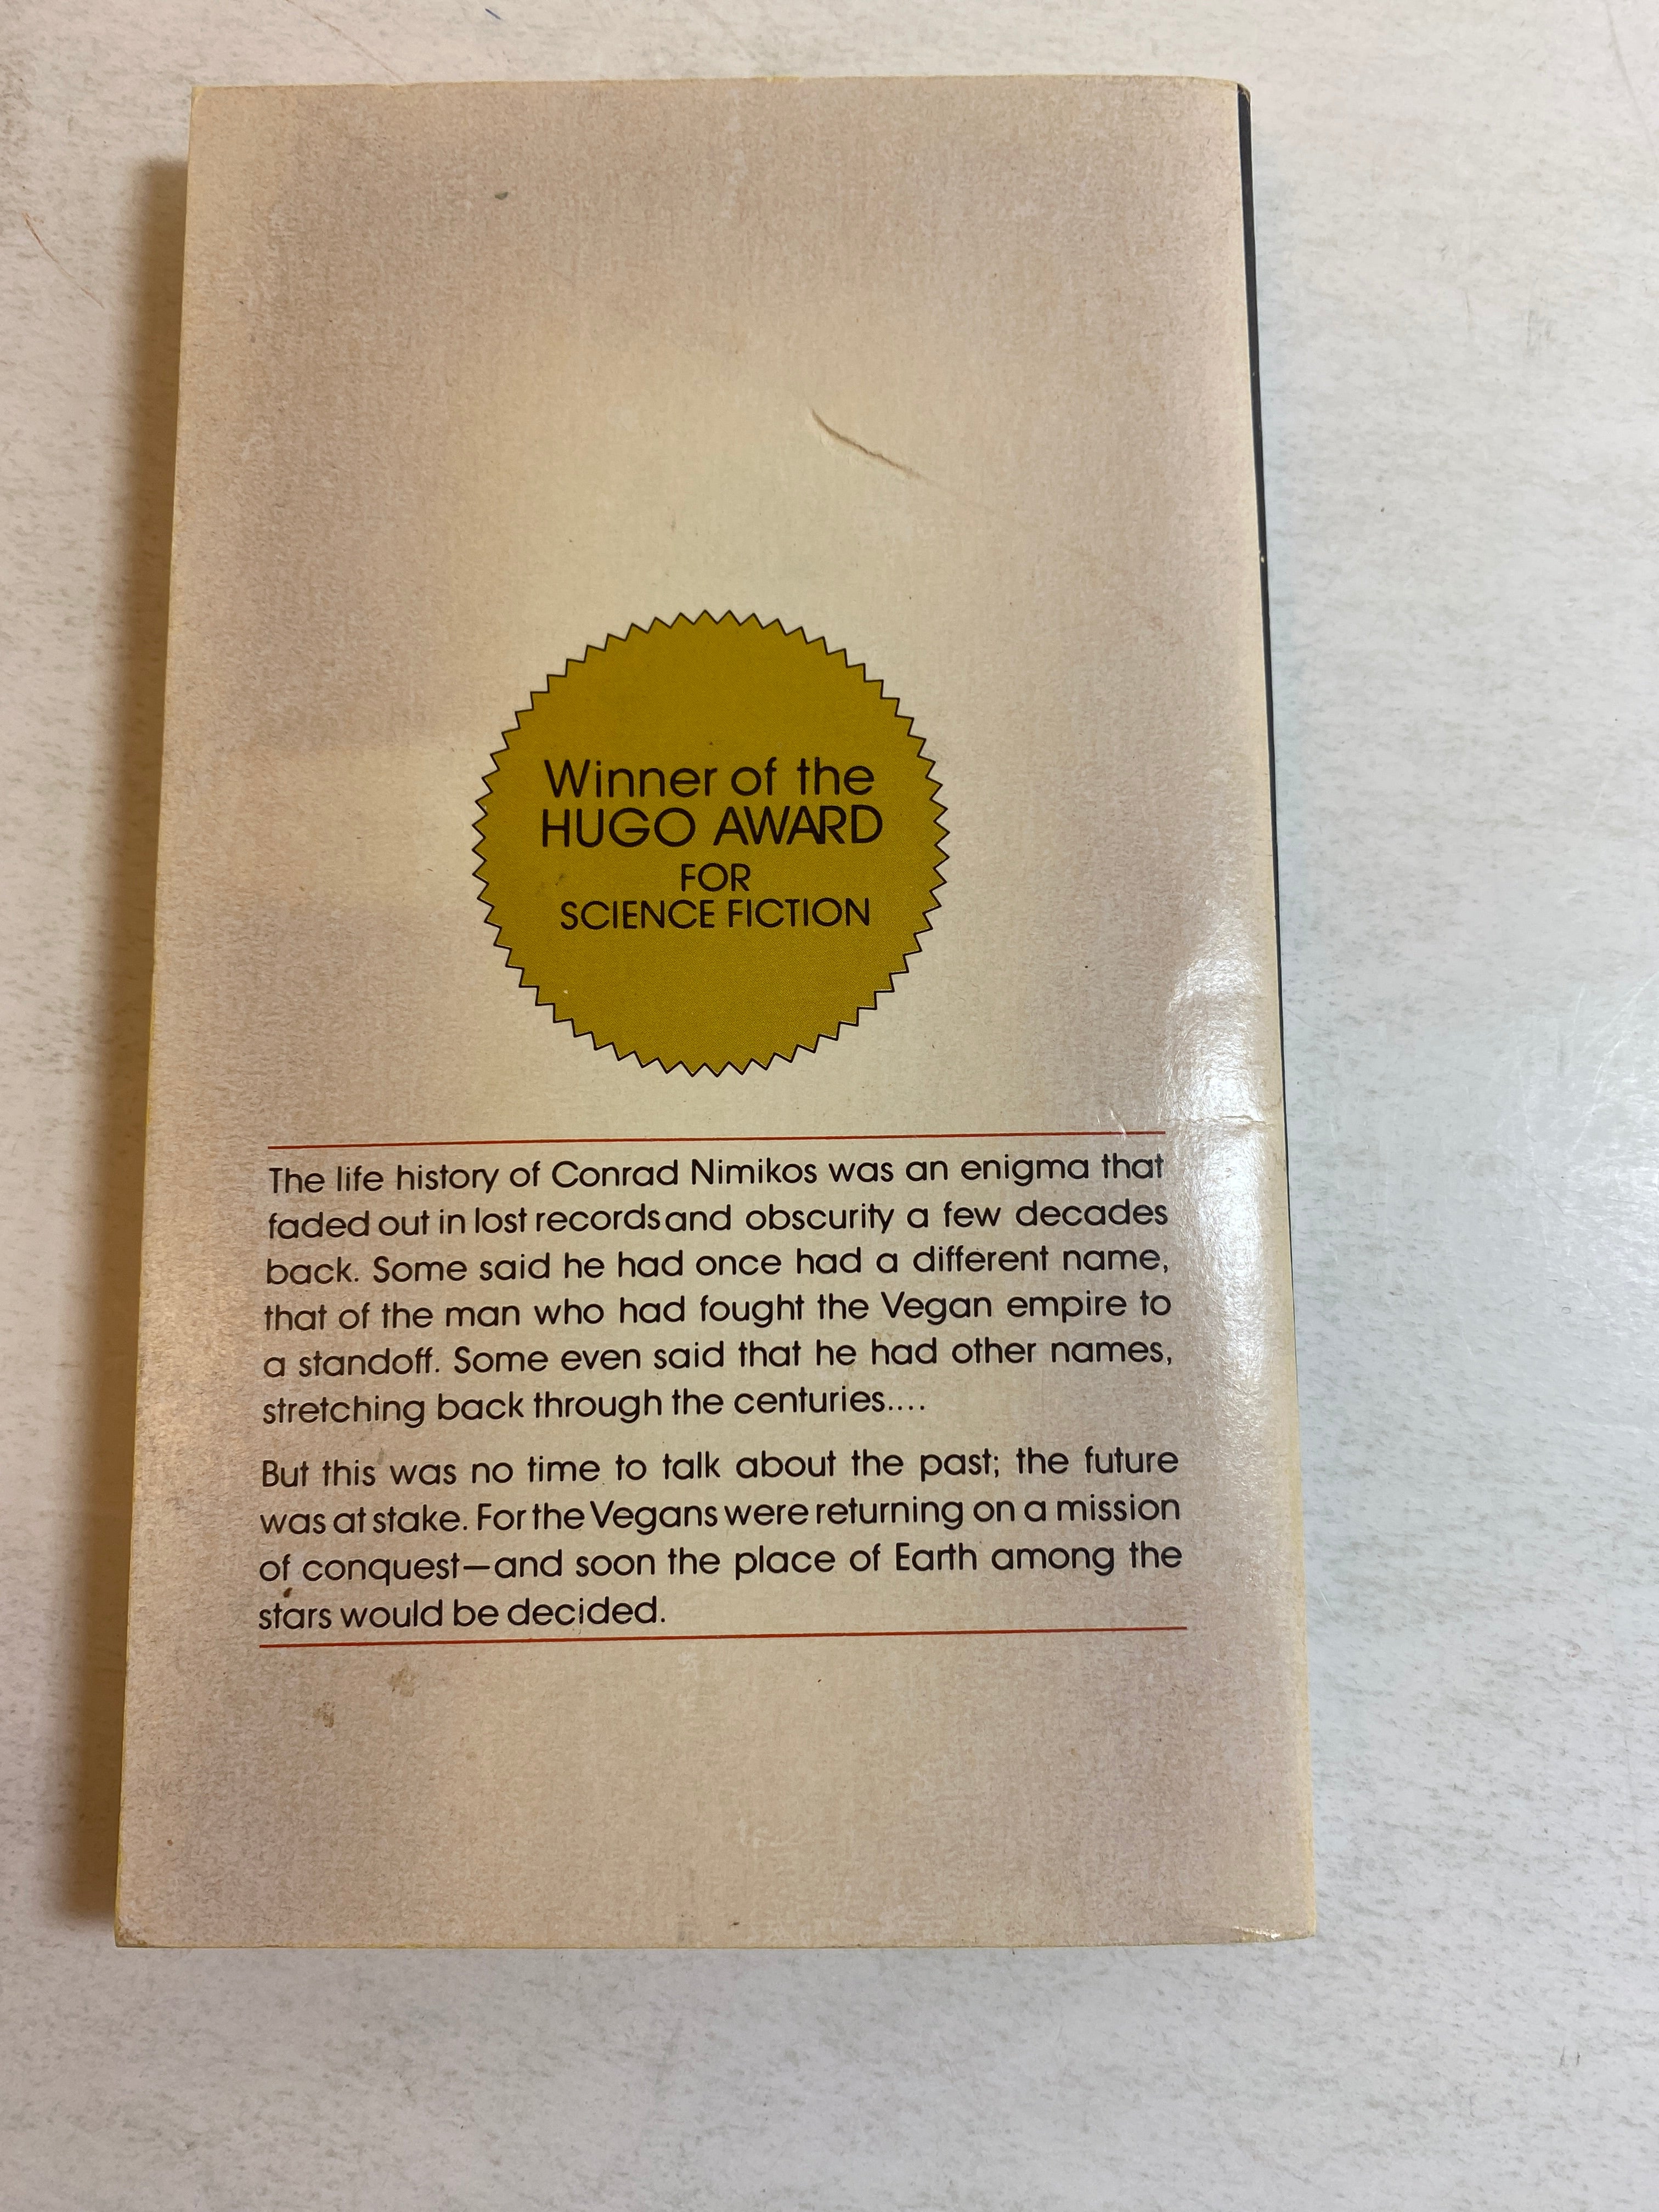 Winner of the
HUGO AWARD
FOR
SCIENCE FICTION
The life history of Conrad Nimikos was an enigma that
faded out in lost records and obscurity a few decades
back. Some said he had once had a different name,
that of the man who had fought the Vegan empire to
a standoff. Some even said that he had other names,
stretching back through the centuries....
But this was no time to talk about the past; the future
was at stake. For the Vegans were returning on a mission
of conquest—and soon the place of Earth among the
stars would be decided.